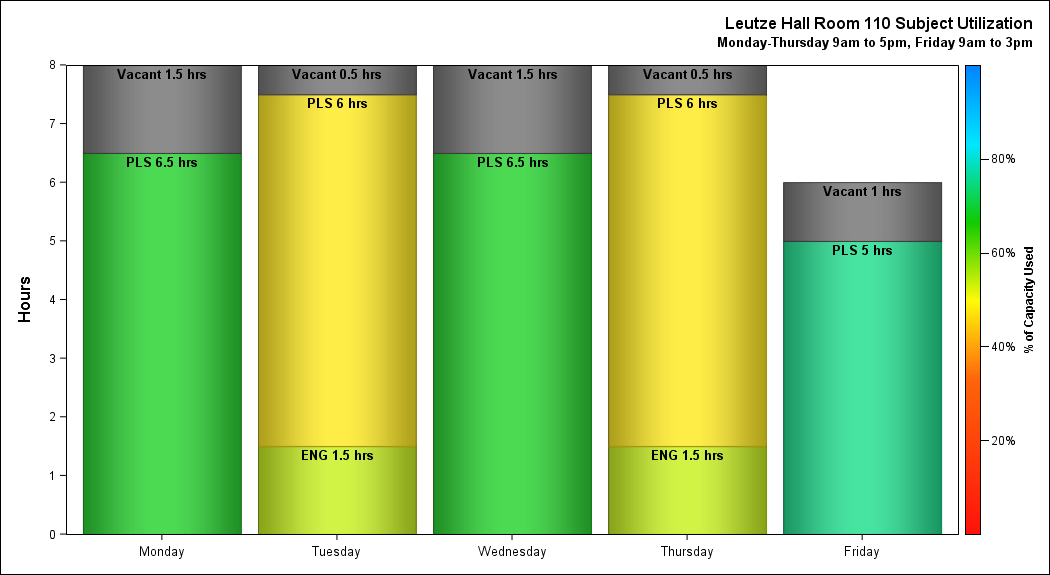 Leutze Hall Room 110 Subject Utilization
Monday-Thursday 9am to 5pm, Friday 9am to 3pm
Hours
8
7
6
5
4
3
2
1
0
Vacant 1.5 hrs
PLS 6.5 hrs
Vacant 0.5 hrs
PLS 6 hrs
ENG 1.5 hrs
Vacant 1.5 hrs
PLS 6.5 hrs
Vacant 0.5 hrs
PLS 6 hrs
ENG 1.5 hrs
Vacant 1 hrs
PLS 5 hrs
Monday
Tuesday
Wednesday
Thursday
Friday
80%
60%
40%
20%
% of Capacity Used